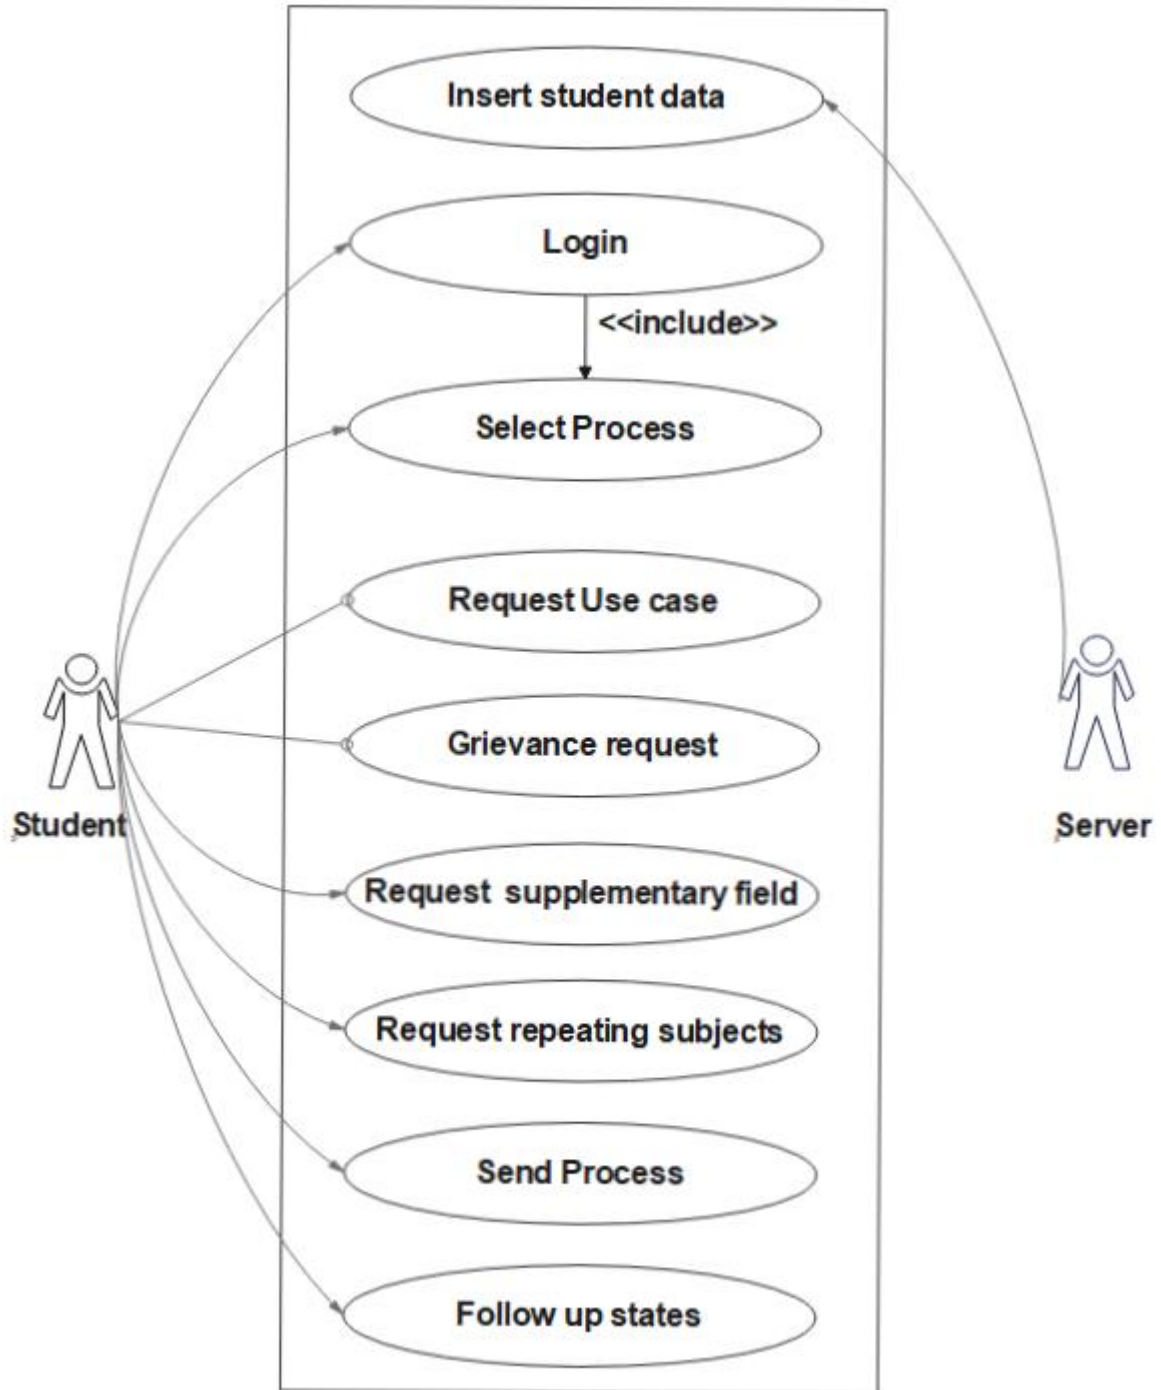 Insert student data
Login
<<include>>
Select Process
Request Use case
Grievance request
Student
Server
Request supplementary field
Request repeating subjects
Send Process
Follow up states